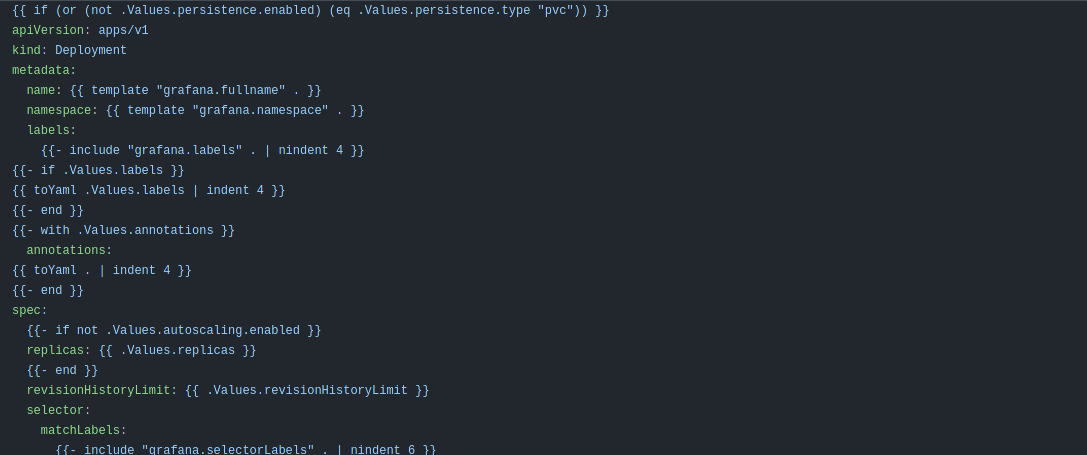 {{ if (or (not .Values.persistence.enabled) (eq .Values.persistence.type "pvc")) }}
apiVersion: apps/v1
kind: Deployment
metadata:
  name: {{ template "grafana.fullname" . }}
  namespace: {{ template "grafana.namespace" . }}
  labels:
    {{- include "grafana.labels" . | nindent 4 }}
{{- if .Values.labels }}
{{ toYaml .Values.labels | indent 4 }}
{{- end }}
{{- with .Values.annotations }}
  annotations:
{{ toYaml . | indent 4 }}
{{- end }}
spec:
  {{- if not .Values.autoscaling.enabled }}
  replicas: {{ .Values.replicas }}
  {{- end }}
  revisionHistoryLimit: {{ .Values.revisionHistoryLimit }}
  selector:
    matchLabels:
      {{- include "grafana.selectorLabels" . | nindent 6 }}